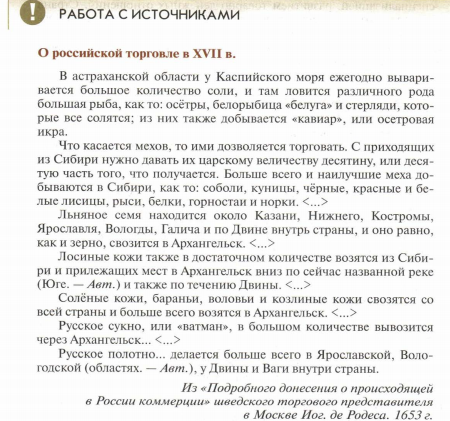 РАБОТА С ИСТОЧНИКАМИ
О российской торговле в XVII в.
В астраханской области у Каспийского моря ежегодно вывари-
вается большое количество соли, и там ловится различного рода
большая рыба, как то: осётры, белорыбица «белуга» и стерляди, кото-
рые все солятся; из них также добывается «кавиар», или осетровая
икра.
Что касается мехов, то ими дозволяется торговать. С приходящих
из Сибири нужно давать их царскому величеству десятину, или деся-
тую часть того, что получается. Больше всего и наилучшие меха до-
бываются в Сибири, как то: соболи, куницы, чёрные, красные и бе-
лые лисицы, рыси, белки, горностаи и норки. <...>
Льняное семя находится около Казани, Нижнего, Костромы,
Ярославля, Вологды, Галича и по Двине внутрь страны, и оно равно,
как и зерно, свозится в Архангельск. <...>
Лосиные кожи также в достаточном количестве возятся из Сиби-
ри и прилежащих мест в Архангельск вниз по сейчас названной реке
(Юге. — Авт.) и также по течению Двины. <...>
Солёные кожи, бараньи, воловьи и козлиные кожи свозятся со
всей страны и больше всего возятся в Архангельск. <...>
Русское сукно, или «ватман», в большом количестве вывозится
через Архангельск... <...>
Русское полотно... делается больше всего в Ярославской, Воло-
годской (областях. — Авт.), у Двины и Ваги внутри страны.
Из «Подробного донесения о происходящей
в России коммерции» шведского торгового представителя
в Москве Иог. де Родеса. 1653 г.